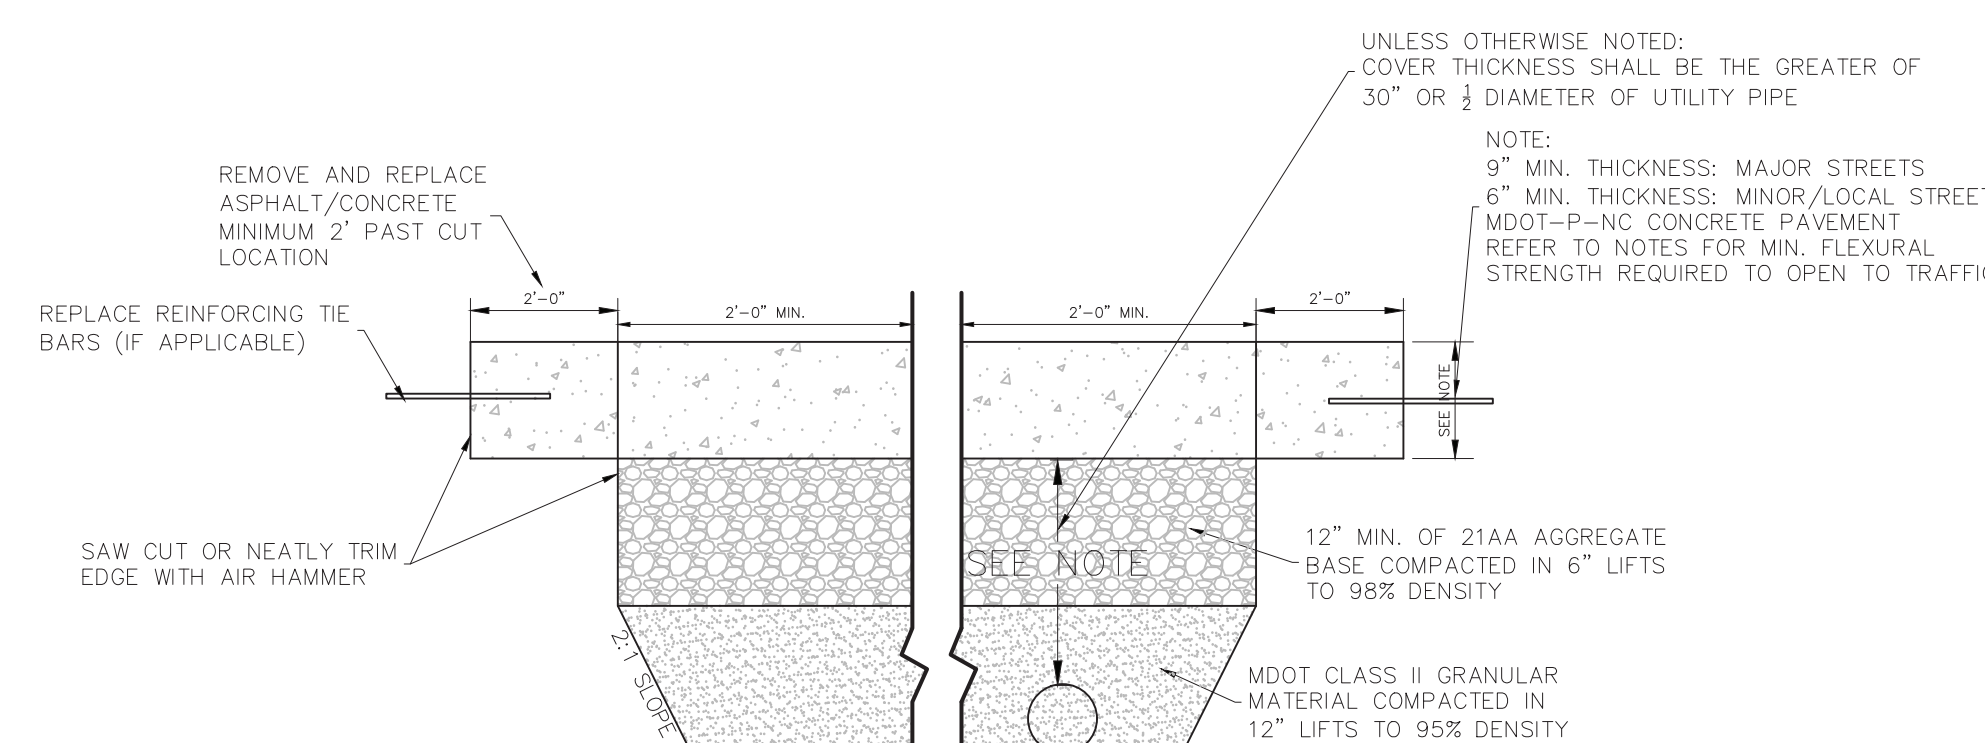 UNLESS OTHERWISE NOTED:
COVER THICKNESS SHALL BE THE GREATER OF
30” OR ½ DIAMETER OF UTILITY PIPE
NOTE:
9” MIN. THICKNESS: MAJOR STREETS
6” MIN. THICKNESS: MINOR/LOCAL STREE
MDOT-P-NC CONCRETE PAVEMENT
REFER TO NOTES FOR MIN. FLEXURAL
STRENGTH REQUIRED TO OPEN TO TRAFFI
REMOVE AND REPLACE
ASPHALT/CONCRETE
MINIMUM 2’ PAST CUT
LOCATION
REPLACE REINFORCING TIE
BARS (IF APPLICABLE)
2’-0”
2’-0” MIN.
2’-0” MIN.
2’-0”
SEE NOTE
SAW CUT OR NEATLY TRIM
EDGE WITH AIR HAMMER
SEE NOTE
12” MIN. OF 21AA AGGREGATE
BASE COMPACTED IN 6” LIFTS
TO 98% DENSITY
2:1 SLOPE
MDOT CLASS II GRANULAR
MATERIAL COMPACTED IN
12” LIFTS TO 95% DENSITY